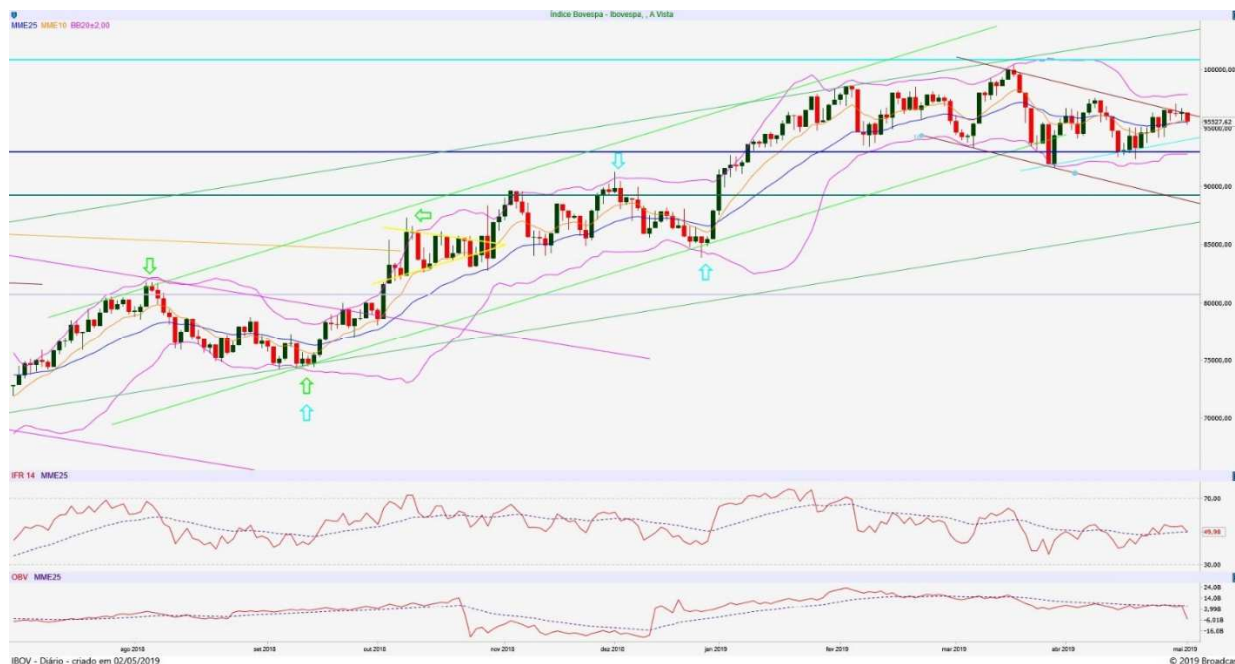 Índice Bovespa - Ibovespa, , A Vista
MME25 MME10 BB20±2,00
100000,00
95527,62
95000,00
90000,00
85000,00
80000,00
75000,00
70000,00
IFR 14 MME25
70,00
49,98
30,00
OBV MME25
24,0B
14,0B
3,99B
-6,01B
-16,0B
ago 2018 set 2018 out 2018 nov 2018 dez 2018 jan 2019 fev 2019 mar 2019 abr 2019 mai 2019
IBOV - Diário - criado em 02/05/2019 © 2019 Broadcas